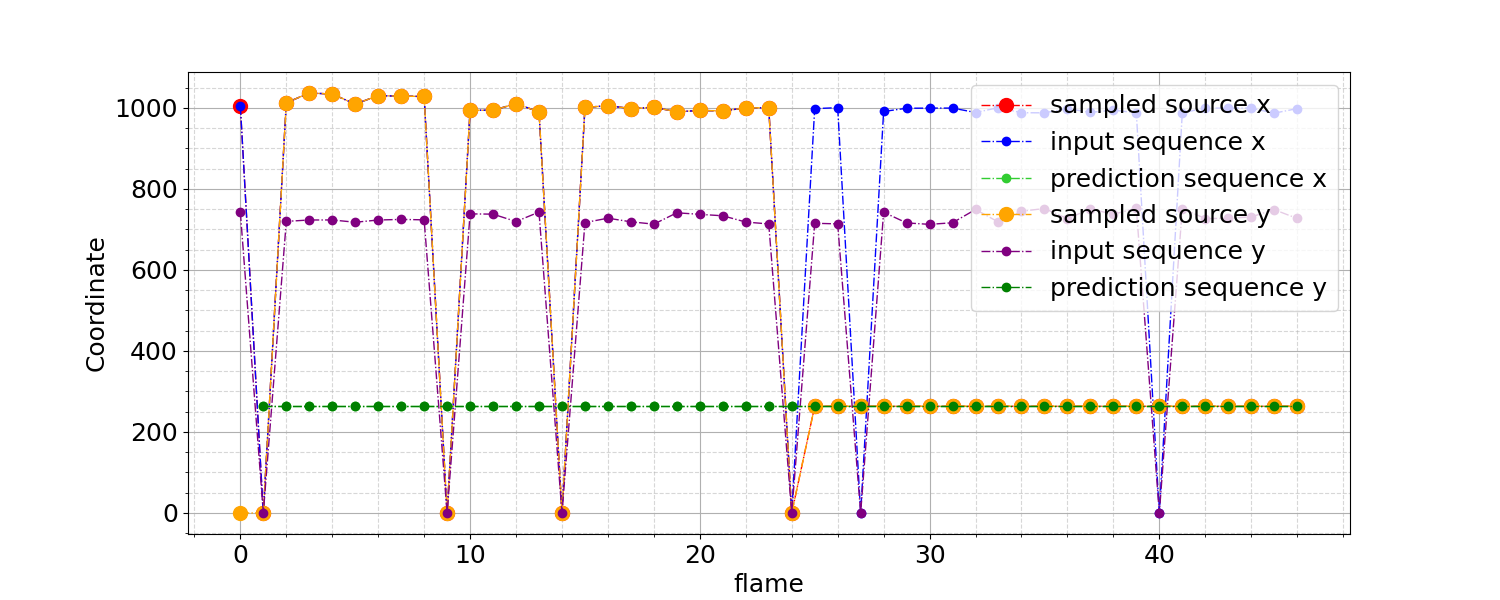 1000
800
600
400
200
0
Coordinate
sampled source x
input sequence x
prediction sequence x
sampled source y
input sequence y
prediction sequence y
0 10 20 30 40
flame